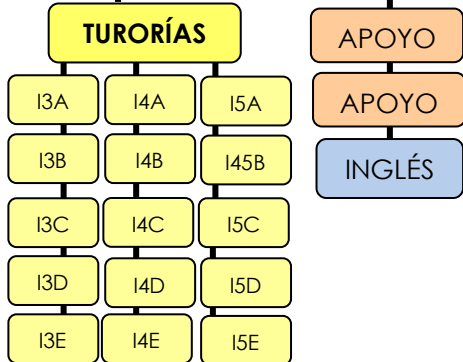 TURORÍAS
I3A I4A I5A
I3B I4B I45B
I3C I4C I5C
I3D I4D I5D
I3E I4E I5E
APOYO
APOYO
INGLÉS